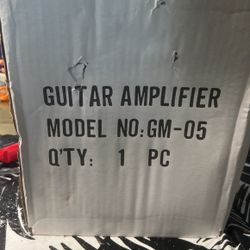 GUITAR AMPLIFIER
MODEL NO:GM-05
Q'TY: 1 PC